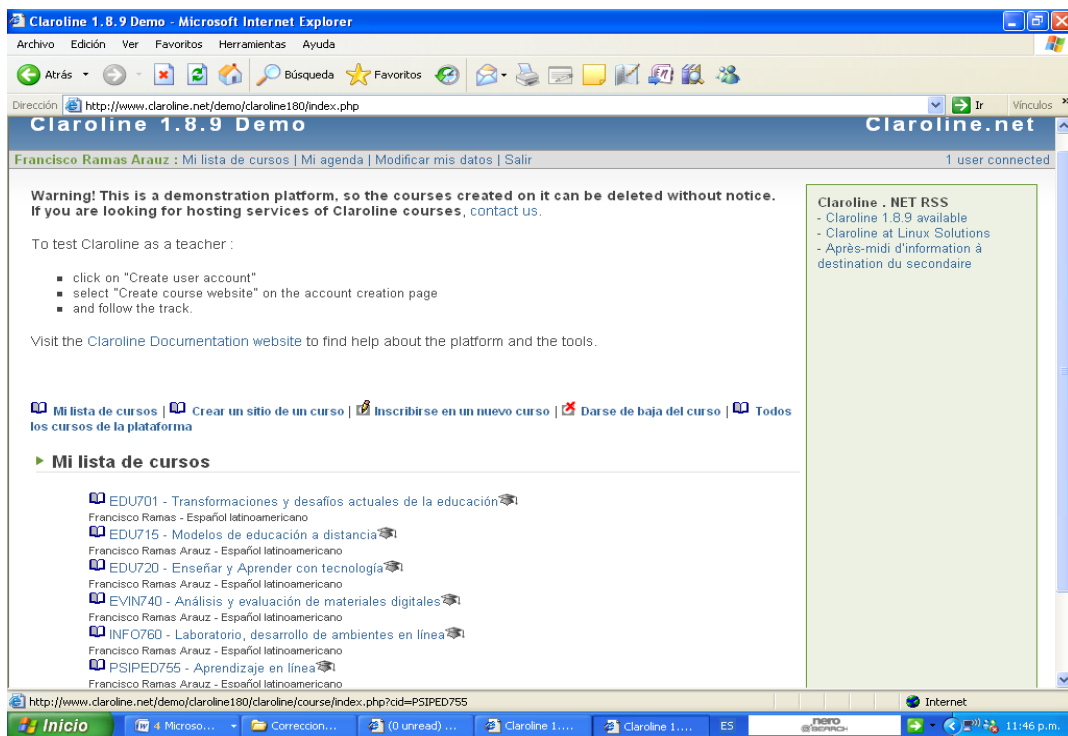 Claroline 1.8.9 Demo - Microsoft Internet Explorer
Archivo Edición Ver Favoritos Herramientas Ayuda
Atrás Búsqueda Favoritos
Dirección http://www.claroline.net/demo/claroline180/index.php Ir Vínculos »
Claroline 1.8.9 Demo Claroline.net
Francisco Ramas Arauz : Mi lista de cursos | Mi agenda | Modificar mis datos | Salir 1 user connected
Warning! This is a demonstration platform, so the courses created on it can be deleted without notice.
If you are looking for hosting services of Claroline courses, contact us.
To test Claroline as a teacher :
click on "Create user account"
select "Create course website" on the account creation page
and follow the track.
Visit the Claroline Documentation website to find help about the platform and the tools.
Claroline . NET RSS
- Claroline 1.8.9 available
- Claroline at Linux Solutions
- Après-midi d'information à
destination du secondaire
Mi lista de cursos | Crear un sitio de un curso | Inscribirse en un nuevo curso | Darse de baja del curso | Todos
los cursos de la plataforma
Mi lista de cursos
EDU701 - Transformaciones y desafíos actuales de la educación
Francisco Ramas - Español latinoamericano
EDU715 - Modelos de educación a distancia
Francisco Ramas Arauz - Español latinoamericano
EDU720 - Enseñar y Aprender con tecnología
Francisco Ramas Arauz - Español latinoamericano
EVIN740 - Análisis y evaluación de materiales digitales
Francisco Ramas Arauz - Español latinoamericano
INFO760 - Laboratorio, desarrollo de ambientes en línea
Francisco Ramas Arauz - Español latinoamericano
PSIPED755 - Aprendizaje en línea
Francisco Ramas Arauz - Español latinoamericano
http://www.claroline.net/demo/claroline180/claroline/course/index.php?cid=PSIPED755 Internet
Inicio 4 Microso... Correccion... (0 unread) ... Claroline 1.... Claroline 1.... ES nero SEARCH 11:46 p.m.